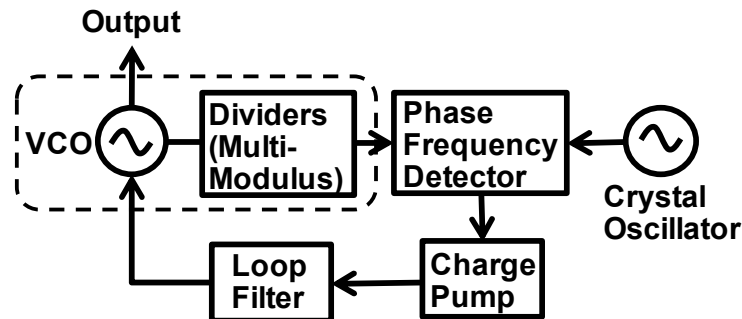 Output
VCO
Dividers
(Multi-
Modulus)
Phase
Frequency
Detector
Crystal
Oscillator
Loop
Filter
Charge
Pump